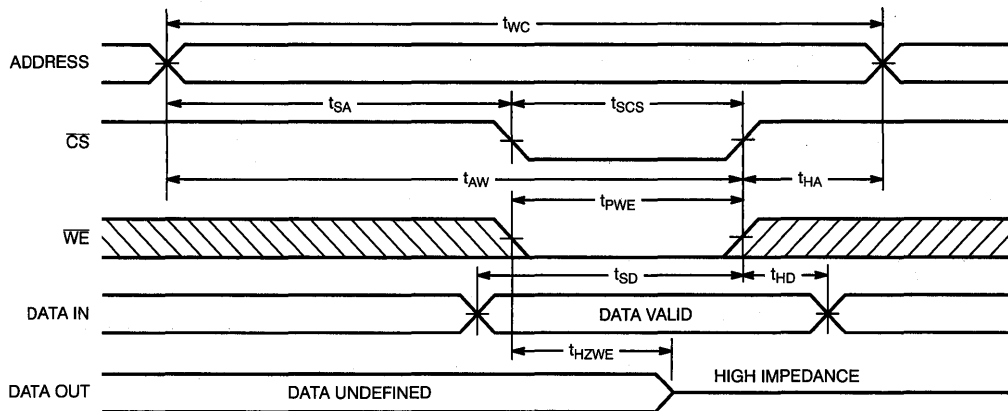 tWC
ADDRESS
tSA
tSCS
CS
tAW
tHA
tPWE
WE
tSD
tHD
DATA IN
DATA VALID
tHZWE
DATA OUT
DATA UNDEFINED
HIGH IMPEDANCE